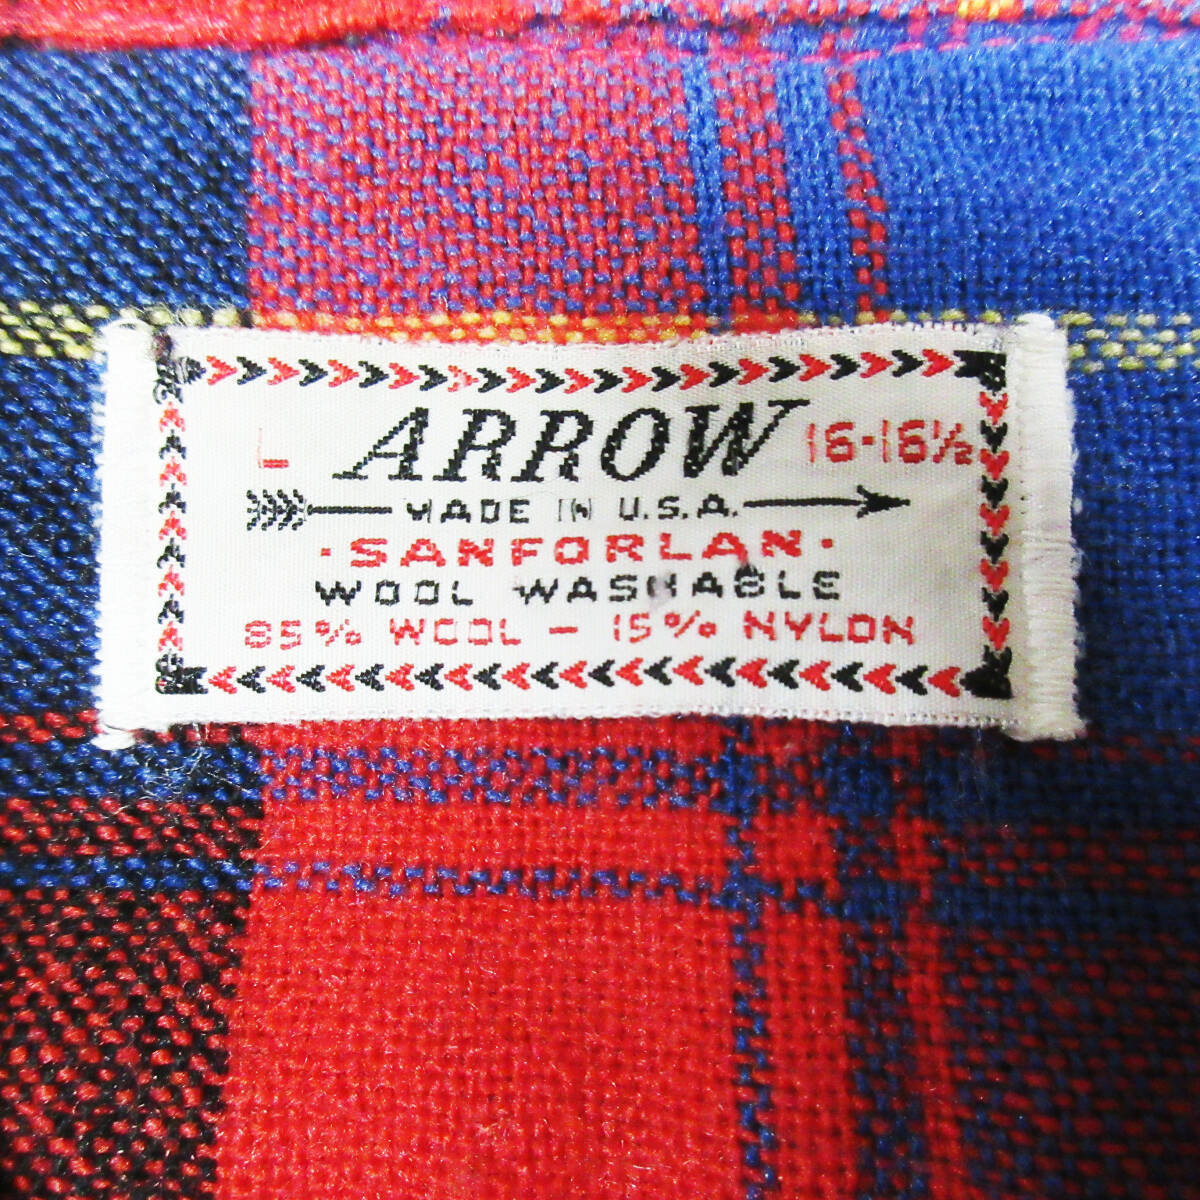 L ARROW 16-16½
MADE IN U.S.A.
·SANFORLAN·
WOOL WASHABLE
85% WOOL - 15% NYLON